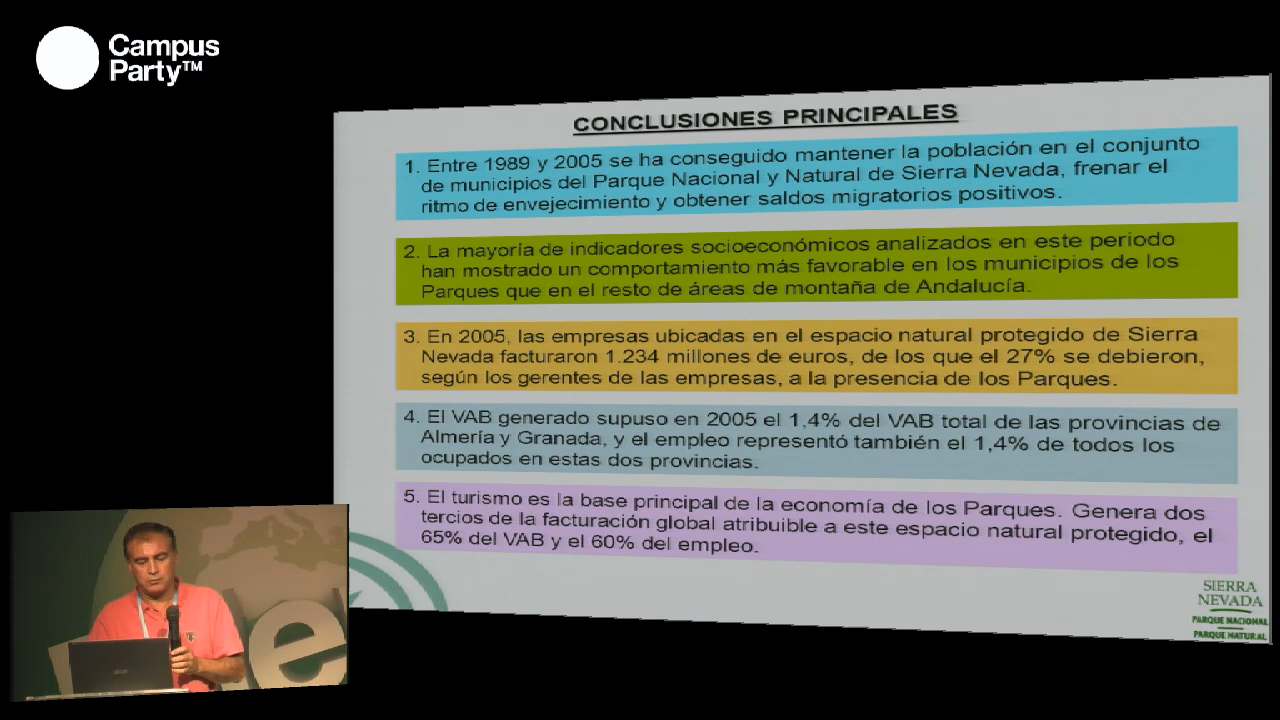 Campus
Party™
CONCLUSIONES PRINCIPALES
1. Entre 1989 y 2005 se ha conseguido mantener la población en el conjunto
de municipios del Parque Nacional y Natural de Sierra Nevada, frenar el
ritmo de envejecimiento y obtener saldos migratorios positivos.
2. La mayoría de indicadores socioeconómicos analizados en este periodo
han mostrado un comportamiento más favorable en los municipios de los
Parques que en el resto de áreas de montaña de Andalucía.
3. En 2005, las empresas ubicadas en el espacio natural protegido de Sierra
Nevada facturaron 1.234 millones de euros, de los que el 27% se debieron,
según los gerentes de las empresas, a la presencia de los Parques.
4. El VAB generado supuso en 2005 el 1,4% del VAB total de las provincias de
Almería y Granada, y el empleo representó también el 1,4% de todos los
ocupados en estas dos provincias.
5. El turismo es la base principal de la economía de los Parques. Genera dos
tercios de la facturación global atribuible a este espacio natural protegido, el
65% del VAB y el 60% del empleo.
SIERRA
NEVADA
PARQUE NACIONAL
PARQUE NATURAL
acer
e